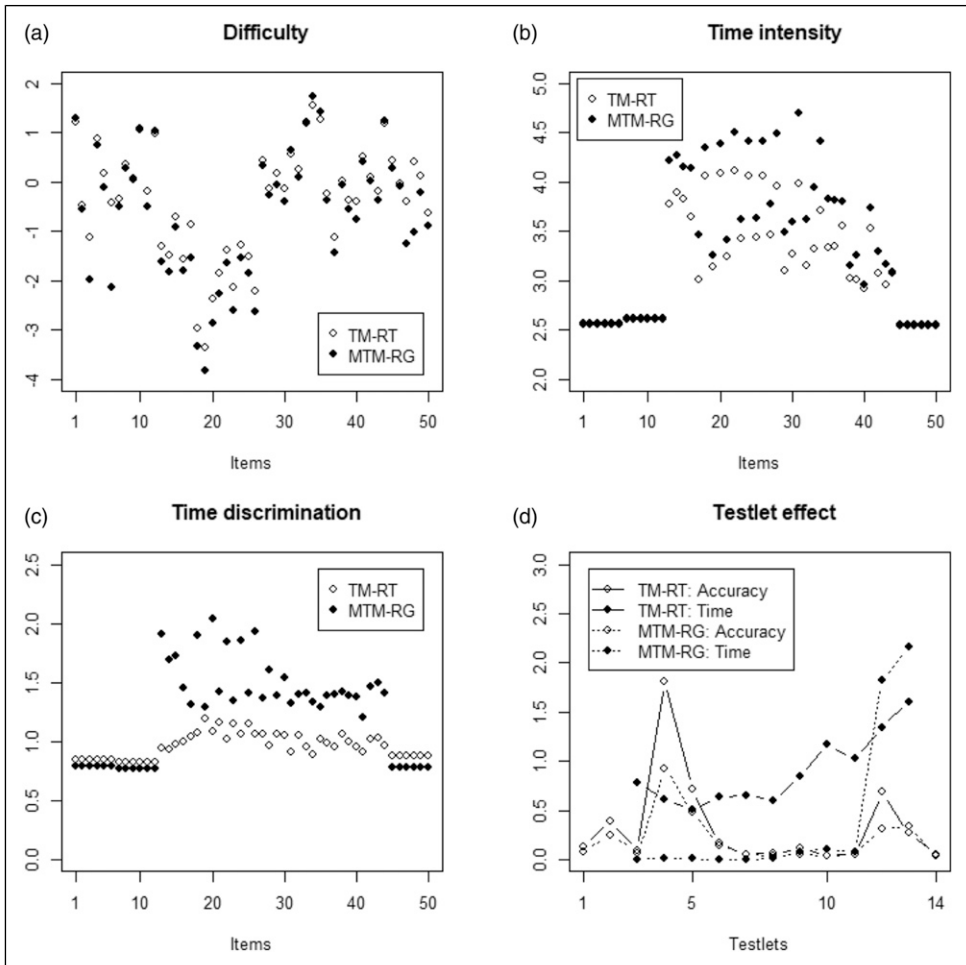 (a)
Difficulty
2
1
0
-1
-2
-3
-4
TM-RT
MTM-RG
1 10 20 30 40 50
Items
(b)
Time intensity
5.0
4.5
4.0
3.5
3.0
2.5
2.0
TM-RT
MTM-RG
1 10 20 30 40 50
Items
(c)
Time discrimination
2.5
2.0
1.5
1.0
0.5
0.0
TM-RT
MTM-RG
1 10 20 30 40 50
Items
(d)
Testlet effect
3.0
2.5
2.0
1.5
1.0
0.5
0.0
TM-RT: Accuracy
TM-RT: Time
MTM-RG: Accuracy
MTM-RG: Time
1 5 10 14
Testlets